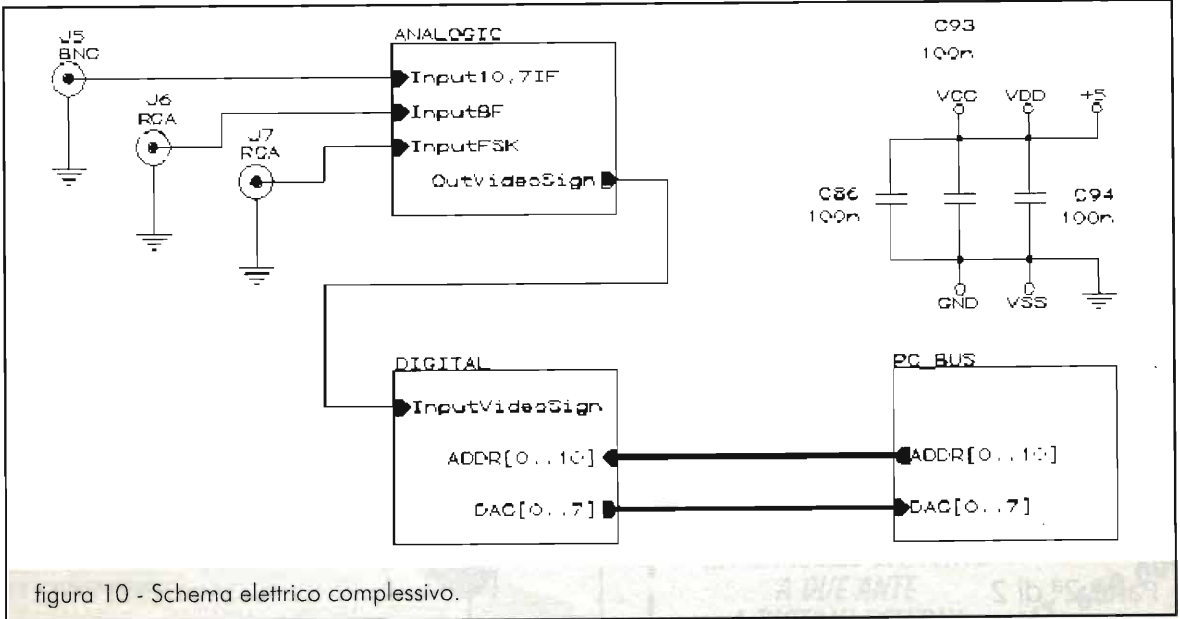 J5
BNC
J6
RCA
J7
RCA
ANALOGIC
Input10,7IF
InputBF
InputFSK
OutVideoSign
C93
100n
VCC
VDD
+5
C86
100n
C94
100n
GND
VSS
DIGITAL
InputVideoSign
ADDR[0..10]
DAC[0..7]
PC_BUS
ADDR[0..10]
DAC[0..7]
figura 10 - Schema elettrico complessivo.